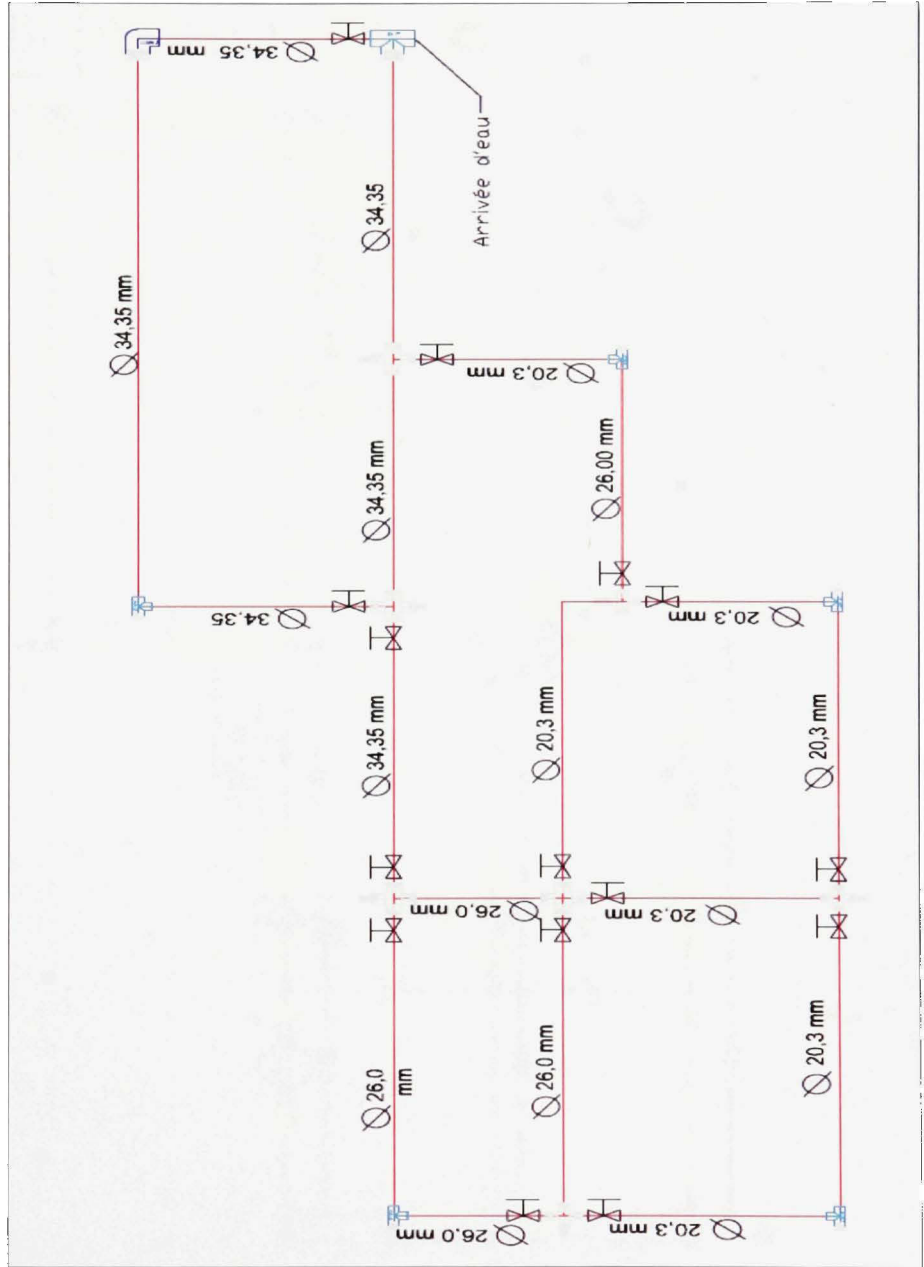 Ø 34,35 mm
Ø 34,35 mm
Ø 34,35
Arrivée d'eau
Ø 34,35
Ø 34,35 mm
Ø 20,3 mm
Ø 26,00 mm
Ø 34,35 mm
Ø 20,3 mm
Ø 20,3 mm
Ø 20,3 mm
Ø 26.0 mm
Ø 20.3 mm
Ø 26,0
mm
Ø 26,0 mm
Ø 20,3 mm
Ø 26.0 mm
Ø 20.3 mm